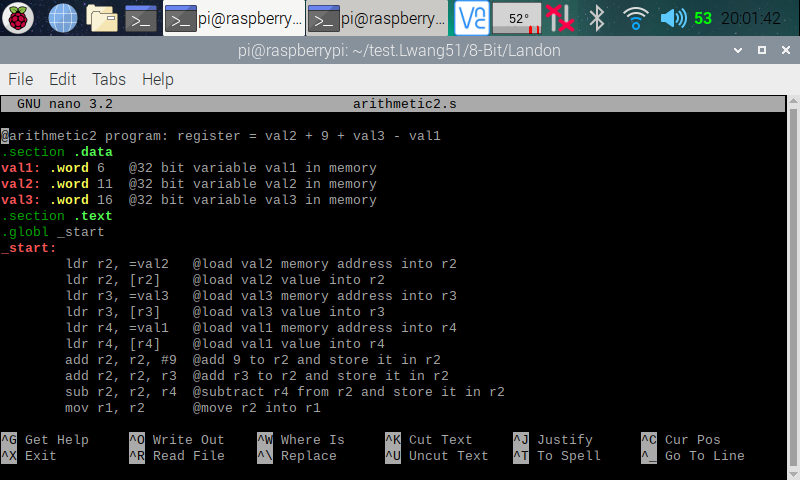 pi@raspberry... pi@raspberry... 52° 53 20:01:42
pi@raspberrypi: ~/test.Lwang51/8-Bit/Landon
File Edit Tabs Help
GNU nano 3.2 arithmetic2.s
@arithmetic2 program: register = val2 + 9 + val3 - val1
.section .data
val1: .word 6 @32 bit variable val1 in memory
val2: .word 11 @32 bit variable val2 in memory
val3: .word 16 @32 bit variable val3 in memory
.section .text
.globl _start
_start:
ldr r2, =val2 @load val2 memory address into r2
ldr r2, [r2] @load val2 value into r2
ldr r3, =val3 @load val3 memory address into r3
ldr r3, [r3] @load val3 value into r3
ldr r4, =val1 @load val1 memory address into r4
ldr r4, [r4] @load val1 value into r4
add r2, r2, #9 @add 9 to r2 and store it in r2
add r2, r2, r3 @add r3 to r2 and store it in r2
sub r2, r2, r4 @subtract r4 from r2 and store it in r2
mov r1, r2 @move r2 into r1
^G Get Help ^O Write Out ^W Where Is ^K Cut Text ^J Justify ^C Cur Pos
^X Exit ^R Read File ^\ Replace ^U Uncut Text ^T To Spell ^_ Go To Line